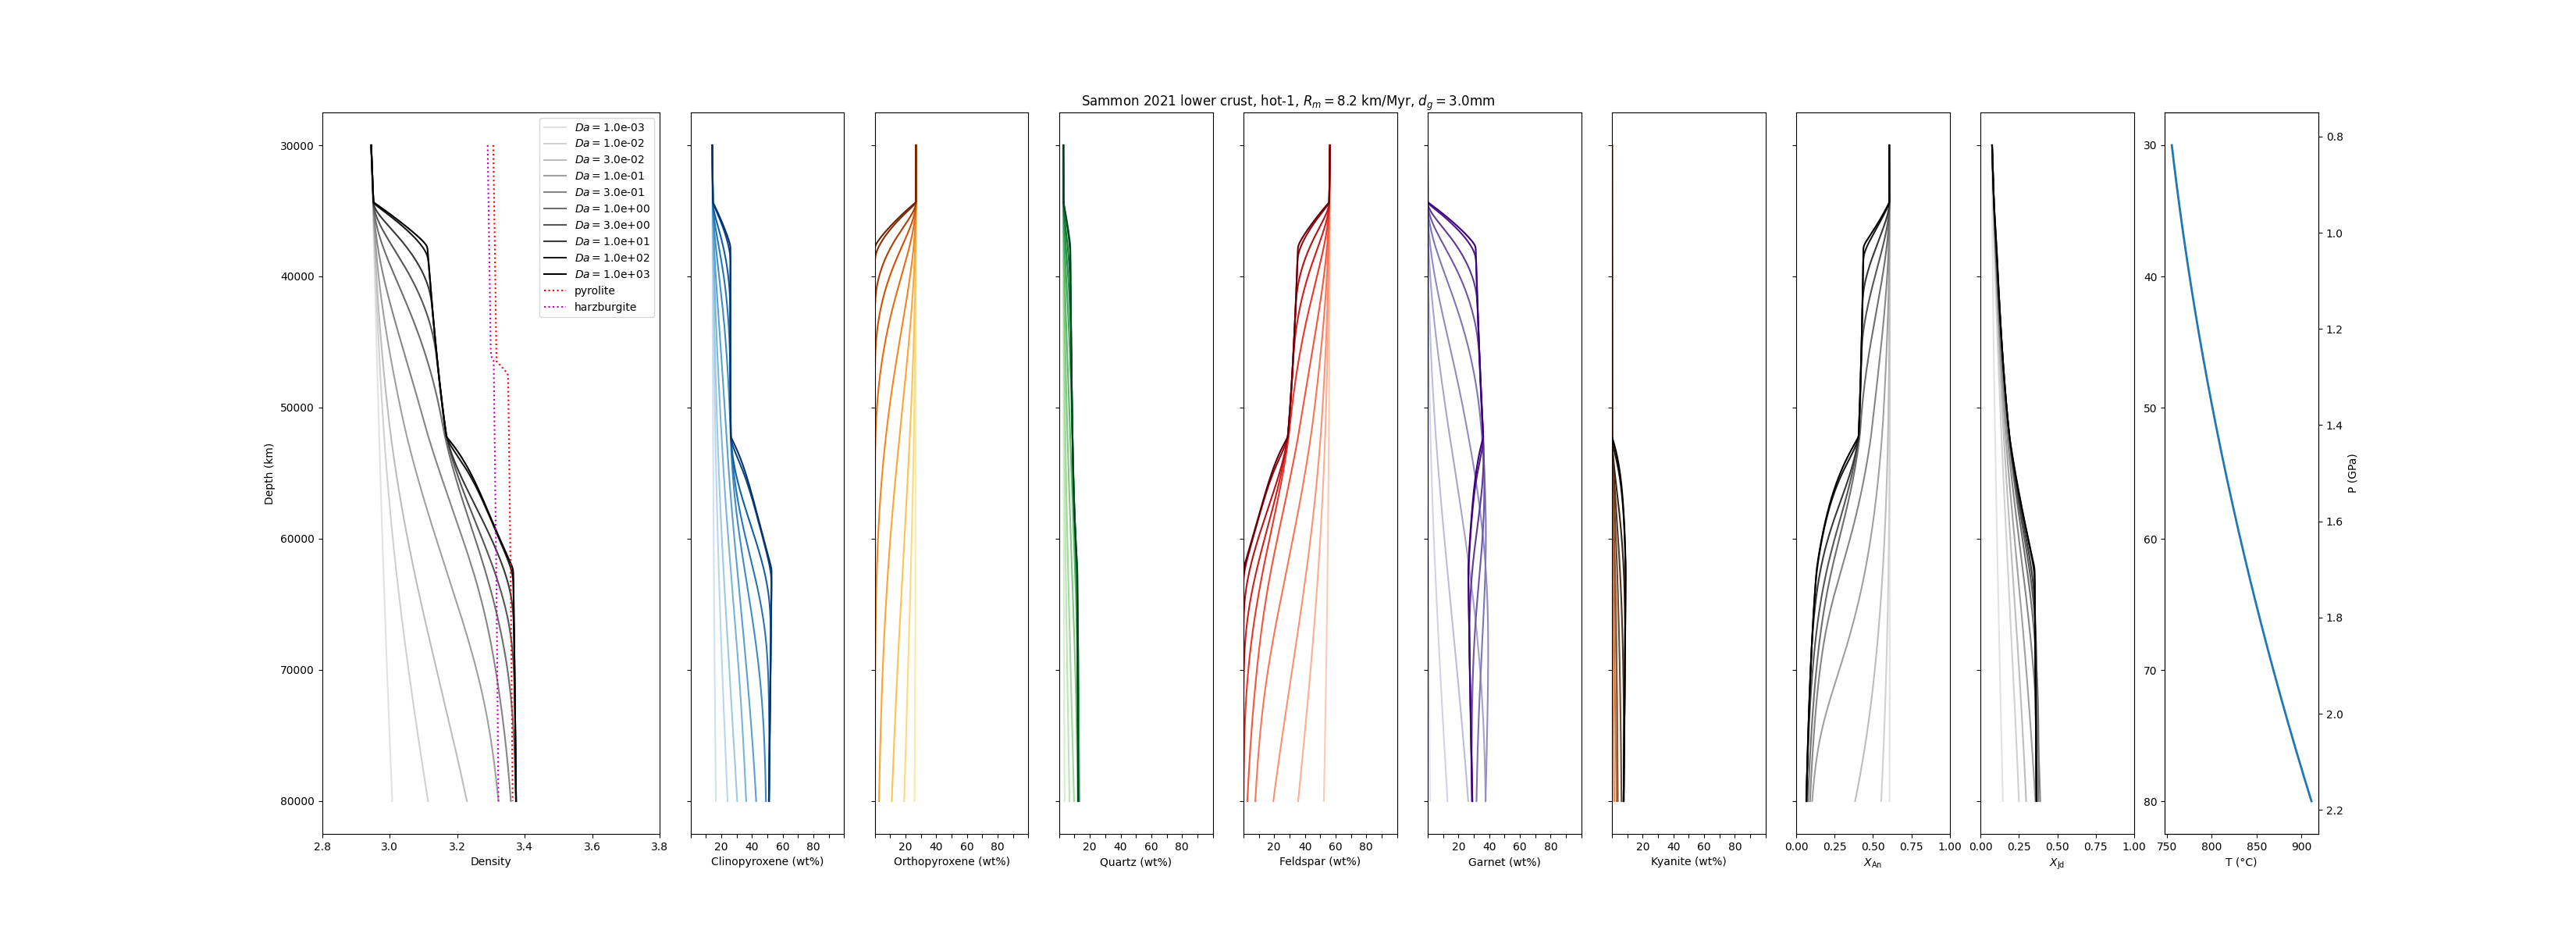 Sammon 2021 lower crust, hot-1, Rm = 8.2 km/Myr, dg = 3.0mm
Da = 1.0e-03
Da = 1.0e-02
Da = 3.0e-02
Da = 1.0e-01
Da = 3.0e-01
Da = 1.0e+00
Da = 3.0e+00
Da = 1.0e+01
Da = 1.0e+02
Da = 1.0e+03
pyrolite
harzburgite
Depth (km)
30000
40000
50000
60000
70000
80000
2.8 3.0 3.2 3.4 3.6 3.8
Density
20 40 60 80
Clinopyroxene (wt%)
20 40 60 80
Orthopyroxene (wt%)
20 40 60 80
Quartz (wt%)
20 40 60 80
Feldspar (wt%)
20 40 60 80
Garnet (wt%)
20 40 60 80
Kyanite (wt%)
0.00 0.25 0.50 0.75 1.00
XAn
0.00 0.25 0.50 0.75 1.00
XJd
30
40
50
60
70
80
750 800 850 900
T (°C)
0.8
1.0
1.2
1.4
1.6
1.8
2.0
2.2
P (GPa)